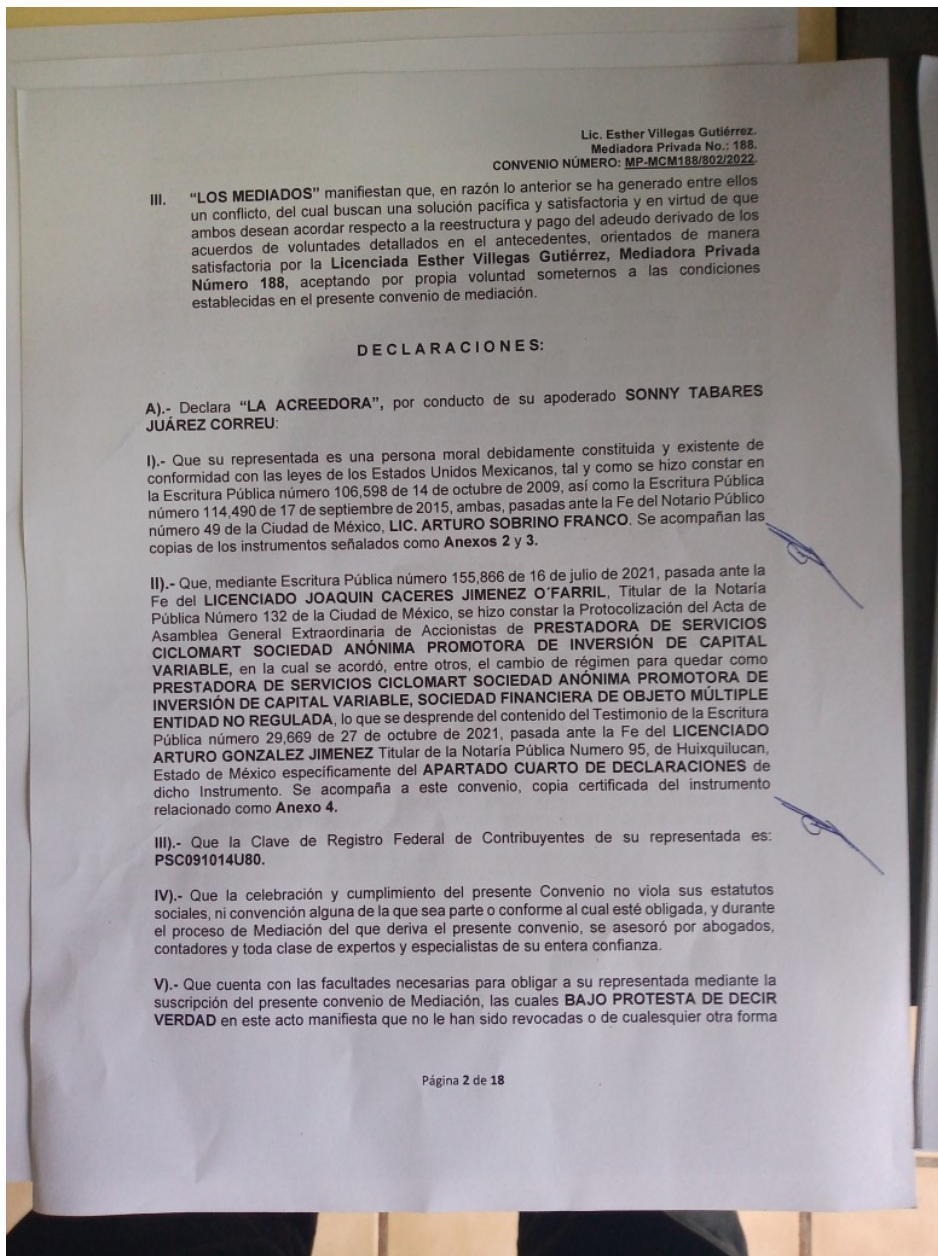 Lic. Esther Villegas Gutiérrez.
Mediadora Privada No.: 188.
CONVENIO NÚMERO: MP-MCM188/802/2022.
III. “LOS MEDIADOS” manifiestan que, en razón lo anterior se ha generado entre ellos
un conflicto, del cual buscan una solución pacífica y satisfactoria y en virtud de que
ambos desean acordar respecto a la reestructura y pago del adeudo derivado de los
acuerdos de voluntades detallados en el antecedentes, orientados de manera
satisfactoria por la Licenciada Esther Villegas Gutiérrez, Mediadora Privada
Número 188, aceptando por propia voluntad someternos a las condiciones
establecidas en el presente convenio de mediación.
DECLARACIONES:
A).- Declara “LA ACREEDORA”, por conducto de su apoderado SONNY TABARES
JUÁREZ CORREU:
I).- Que su representada es una persona moral debidamente constituida y existente de
conformidad con las leyes de los Estados Unidos Mexicanos, tal y como se hizo constar en
la Escritura Pública número 106,598 de 14 de octubre de 2009, así como la Escritura Pública
número 114,490 de 17 de septiembre de 2015, ambas, pasadas ante la Fe del Notario Público
número 49 de la Ciudad de México, LIC. ARTURO SOBRINO FRANCO. Se acompañan las
copias de los instrumentos señalados como Anexos 2 y 3.
II).- Que, mediante Escritura Pública número 155,866 de 16 de julio de 2021, pasada ante la
Fe del LICENCIADO JOAQUIN CACERES JIMENEZ O´FARRIL, Titular de la Notaría
Pública Número 132 de la Ciudad de México, se hizo constar la Protocolización del Acta de
Asamblea General Extraordinaria de Accionistas de PRESTADORA DE SERVICIOS
CICLOMART SOCIEDAD ANÓNIMA PROMOTORA DE INVERSIÓN DE CAPITAL
VARIABLE, en la cual se acordó, entre otros, el cambio de régimen para quedar como
PRESTADORA DE SERVICIOS CICLOMART SOCIEDAD ANÓNIMA PROMOTORA DE
INVERSIÓN DE CAPITAL VARIABLE, SOCIEDAD FINANCIERA DE OBJETO MÚLTIPLE
ENTIDAD NO REGULADA, lo que se desprende del contenido del Testimonio de la Escritura
Pública número 29,669 de 27 de octubre de 2021, pasada ante la Fe del LICENCIADO
ARTURO GONZALEZ JIMENEZ Titular de la Notaría Pública Numero 95, de Huixquilucan,
Estado de México específicamente del APARTADO CUARTO DE DECLARACIONES de
dicho Instrumento. Se acompaña a este convenio, copia certificada del instrumento
relacionado como Anexo 4.
III).- Que la Clave de Registro Federal de Contribuyentes de su representada es:
PSC091014U80.
IV).- Que la celebración y cumplimiento del presente Convenio no viola sus estatutos
sociales, ni convención alguna de la que sea parte o conforme al cual esté obligada, y durante
el proceso de Mediación del que deriva el presente convenio, se asesoró por abogados,
contadores y toda clase de expertos y especialistas de su entera confianza.
V).- Que cuenta con las facultades necesarias para obligar a su representada mediante la
suscripción del presente convenio de Mediación, las cuales BAJO PROTESTA DE DECIR
VERDAD en este acto manifiesta que no le han sido revocadas o de cualesquier otra forma
Página 2 de 18